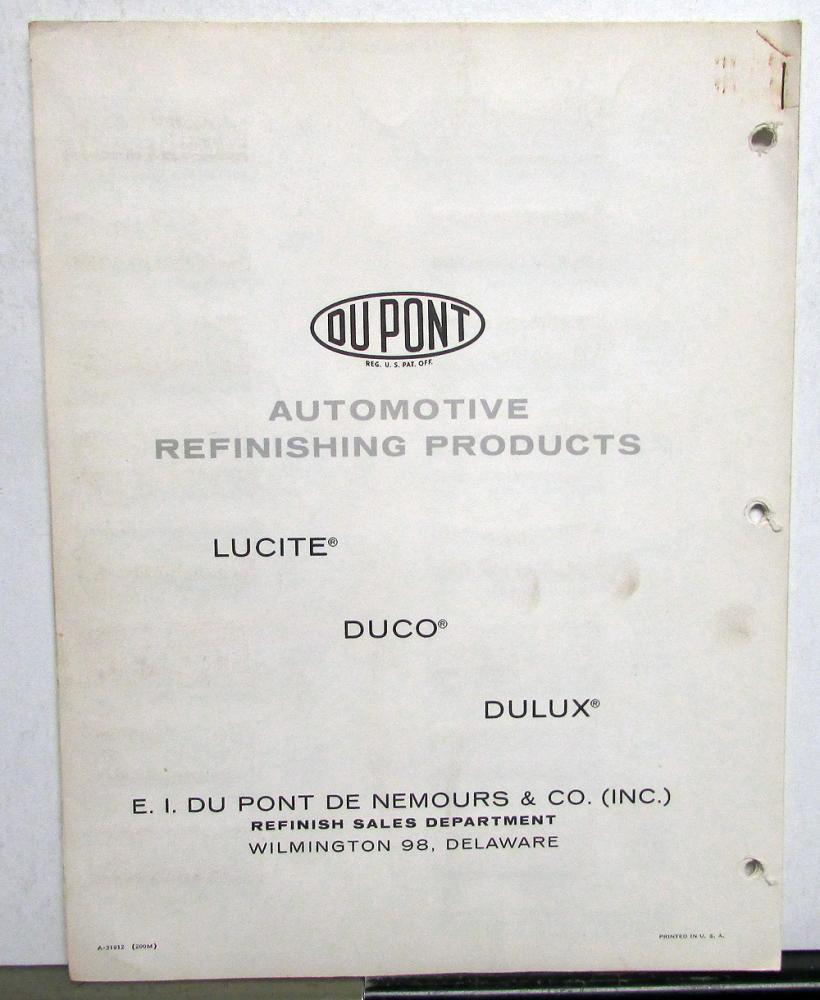 DU PONT
REG. U. S. PAT. OFF.
AUTOMOTIVE
REFINISHING PRODUCTS
LUCITE®
DUCO®
DULUX®
E. I. DU PONT DE NEMOURS & CO. (INC.)
REFINISH SALES DEPARTMENT
WILMINGTON 98, DELAWARE
PRINTED IN U. S. A.
(200M)